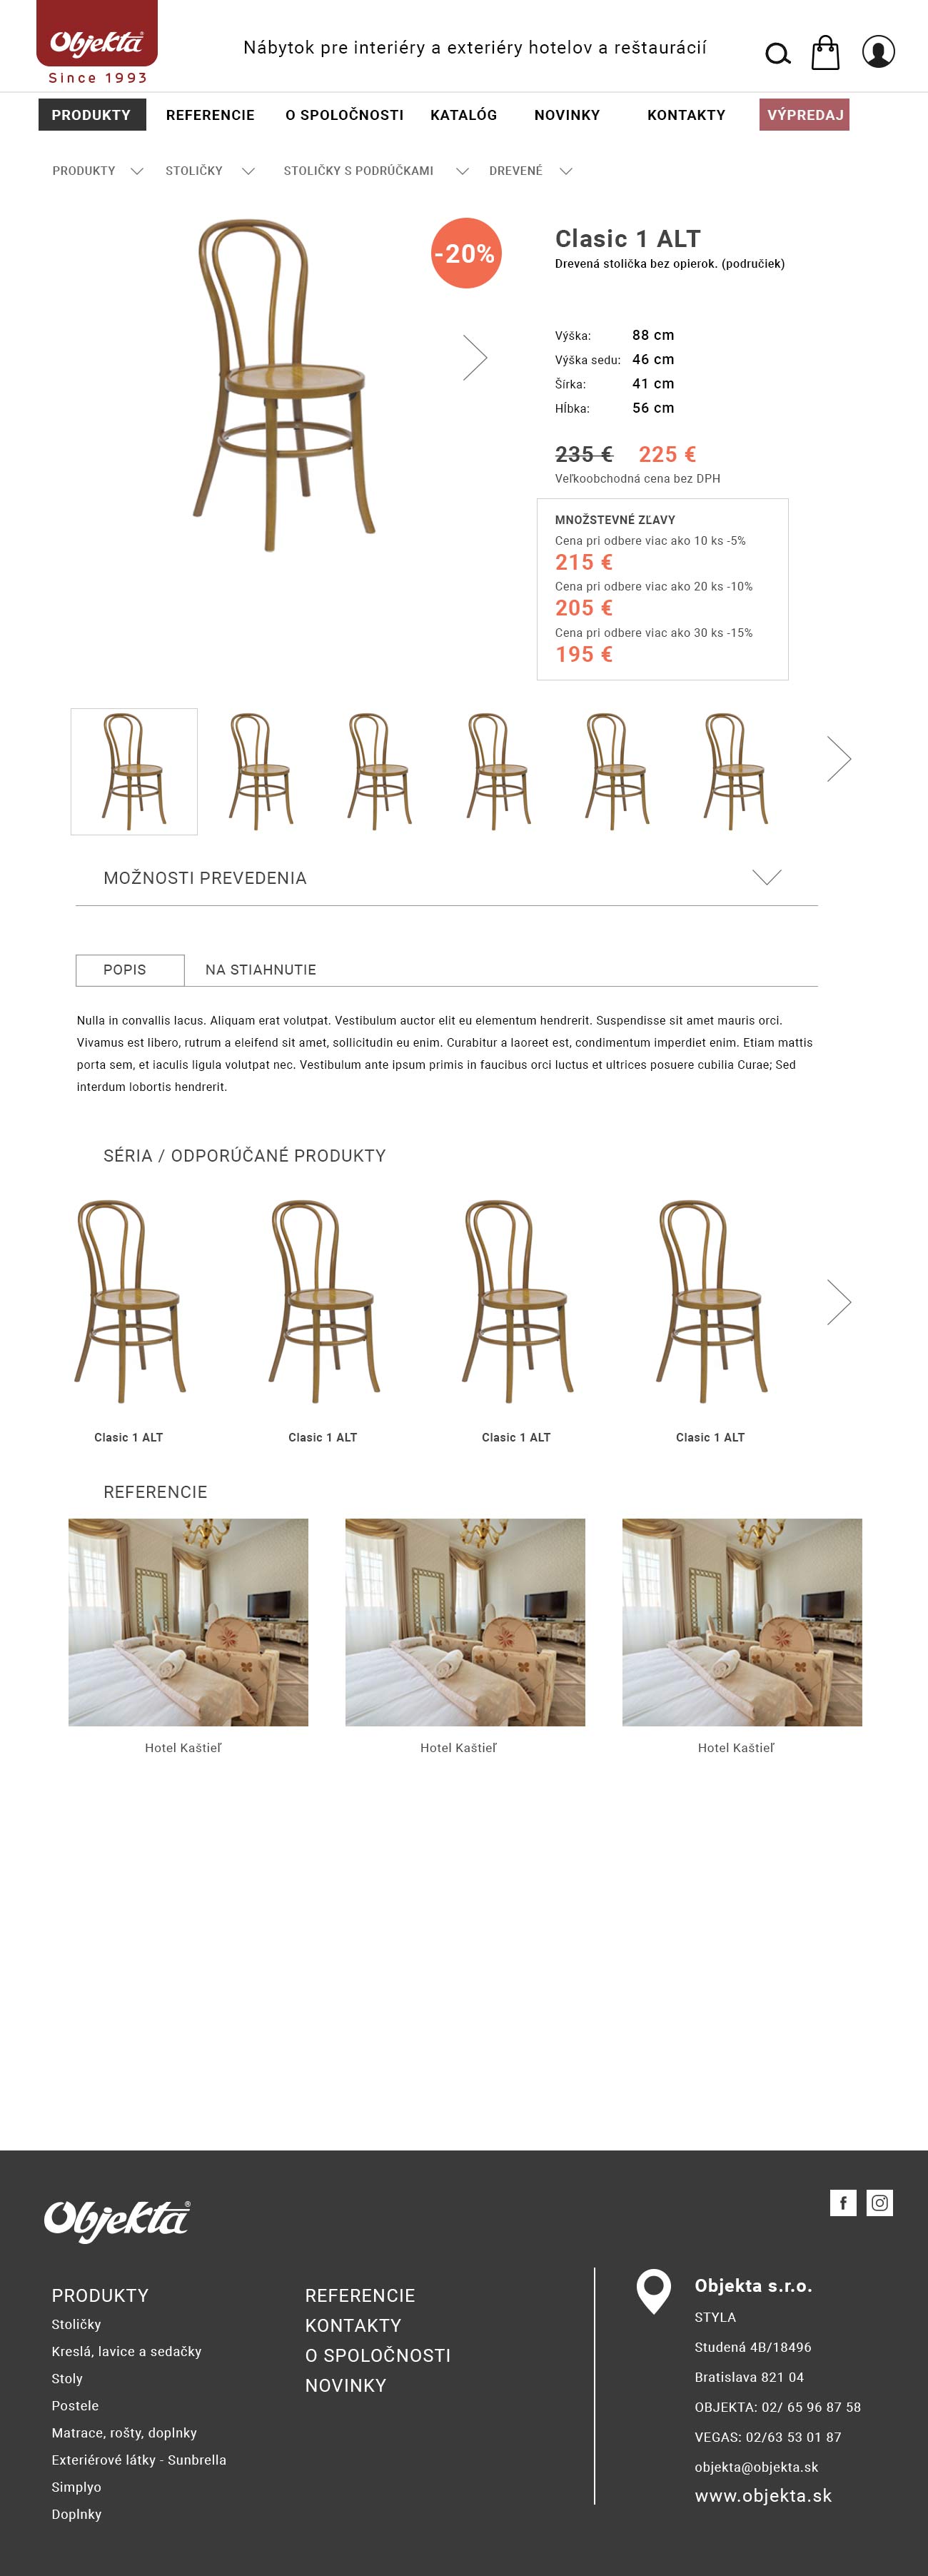 Objekta®
Since 1993
Nábytok pre interiéry a exteriéry hotelov a reštaurácií
PRODUKTY REFERENCIE O SPOLOČNOSTI KATALÓG NOVINKY KONTAKTY VÝPREDAJ
PRODUKTY STOLIČKY STOLIČKY S PODRÚČKAMI DREVENÉ
-20%
Clasic 1 ALT
Drevená stolička bez opierok. (područiek)
Výška: 88 cm
Výška sedu: 46 cm
Šírka: 41 cm
Hĺbka: 56 cm
235 € 225 €
Veľkoobchodná cena bez DPH
MNOŽSTEVNÉ ZĽAVY
Cena pri odbere viac ako 10 ks -5%
215 €
Cena pri odbere viac ako 20 ks -10%
205 €
Cena pri odbere viac ako 30 ks -15%
195 €
MOŽNOSTI PREVEDENIA
POPIS NA STIAHNUTIE
Nulla in convallis lacus. Aliquam erat volutpat. Vestibulum auctor elit eu elementum hendrerit. Suspendisse sit amet mauris orci.
Vivamus est libero, rutrum a eleifend sit amet, sollicitudin eu enim. Curabitur a laoreet est, condimentum imperdiet enim. Etiam mattis
porta sem, et iaculis ligula volutpat nec. Vestibulum ante ipsum primis in faucibus orci luctus et ultrices posuere cubilia Curae; Sed
interdum lobortis hendrerit.
SÉRIA / ODPORÚČANÉ PRODUKTY
Clasic 1 ALT Clasic 1 ALT Clasic 1 ALT Clasic 1 ALT
REFERENCIE
Hotel Kaštieľ Hotel Kaštieľ Hotel Kaštieľ
Objekta®
PRODUKTY
Stoličky
Kreslá, lavice a sedačky
Stoly
Postele
Matrace, rošty, doplnky
Exteriérové látky - Sunbrella
Simplyo
Doplnky
REFERENCIE
KONTAKTY
O SPOLOČNOSTI
NOVINKY
Objekta s.r.o.
STYLA
Studená 4B/18496
Bratislava 821 04
OBJEKTA: 02/ 65 96 87 58
VEGAS: 02/63 53 01 87
objekta@objekta.sk
www.objekta.sk